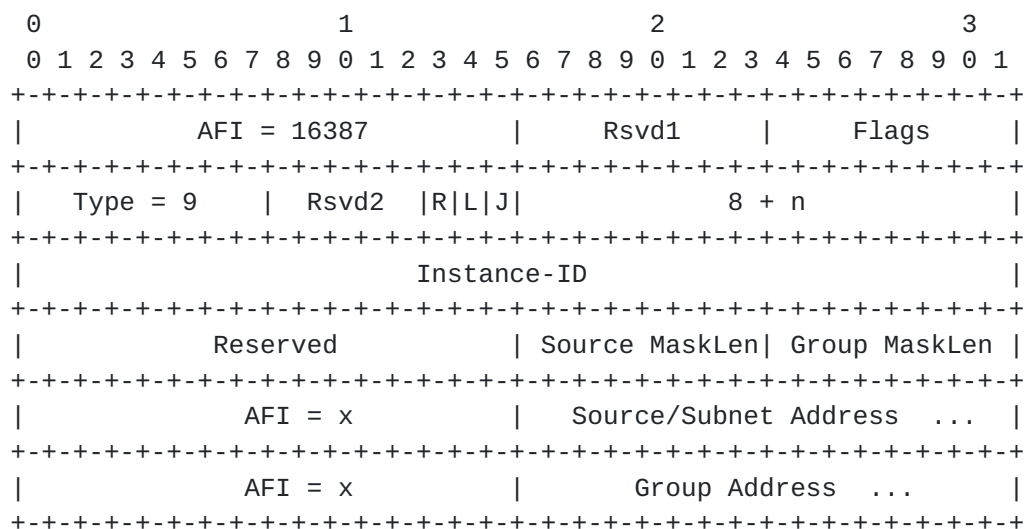 0                   1                   2                   3
 0 1 2 3 4 5 6 7 8 9 0 1 2 3 4 5 6 7 8 9 0 1 2 3 4 5 6 7 8 9 0 1
+-+-+-+-+-+-+-+-+-+-+-+-+-+-+-+-+-+-+-+-+-+-+-+-+-+-+-+-+-+-+-+-+
|           AFI = 16387         |     Rsvd1     |     Flags     |
+-+-+-+-+-+-+-+-+-+-+-+-+-+-+-+-+-+-+-+-+-+-+-+-+-+-+-+-+-+-+-+-+
|   Type = 9    |  Rsvd2  |R|L|J|             8 + n             |
+-+-+-+-+-+-+-+-+-+-+-+-+-+-+-+-+-+-+-+-+-+-+-+-+-+-+-+-+-+-+-+-+
|                         Instance-ID                           |
+-+-+-+-+-+-+-+-+-+-+-+-+-+-+-+-+-+-+-+-+-+-+-+-+-+-+-+-+-+-+-+-+
|            Reserved           | Source MaskLen| Group MaskLen |
+-+-+-+-+-+-+-+-+-+-+-+-+-+-+-+-+-+-+-+-+-+-+-+-+-+-+-+-+-+-+-+-+
|              AFI = x          |   Source/Subnet Address  ...  |
+-+-+-+-+-+-+-+-+-+-+-+-+-+-+-+-+-+-+-+-+-+-+-+-+-+-+-+-+-+-+-+-+
|              AFI = x          |       Group Address  ...      |
+-+-+-+-+-+-+-+-+-+-+-+-+-+-+-+-+-+-+-+-+-+-+-+-+-+-+-+-+-+-+-+-+